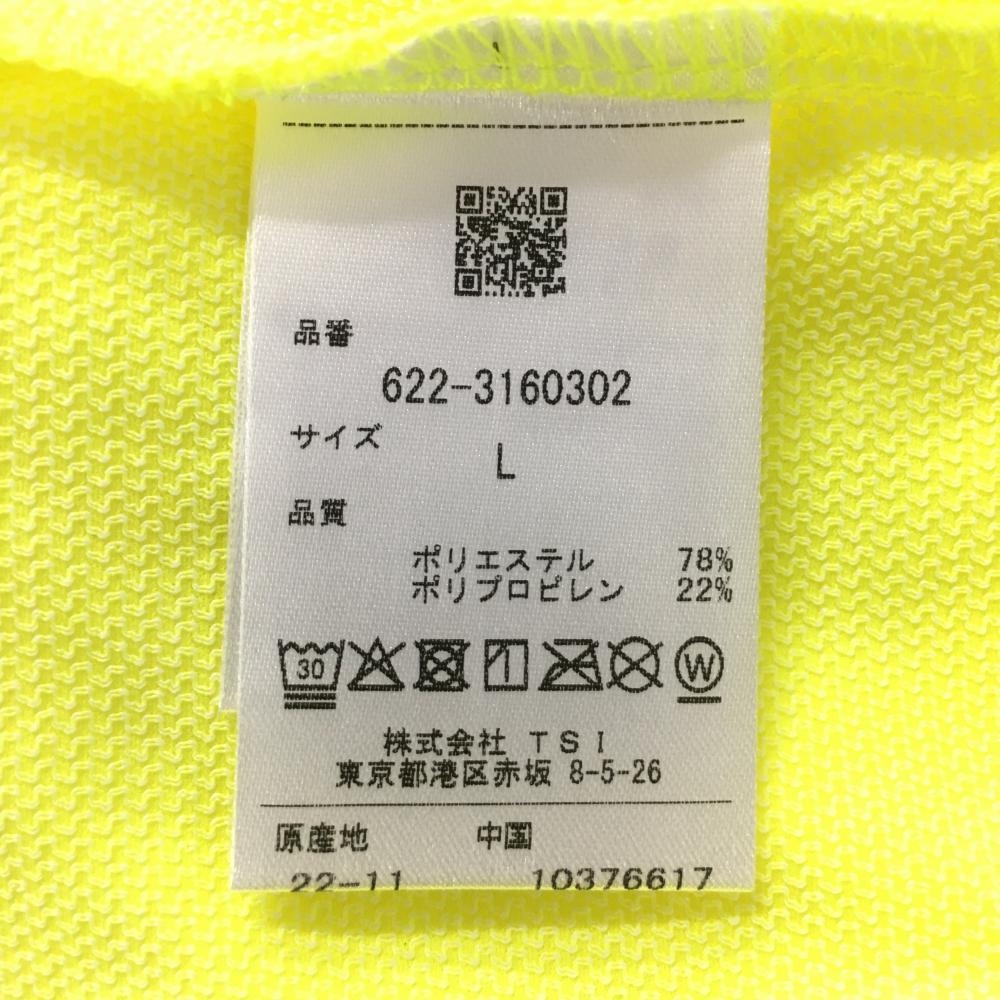 品番
622-3160302
サイズ
L
品質
ポリエステル 78%
ポリプロピレン 22%
30 W
株式会社 TSI
東京都港区赤坂 8-5-26
原産地 中国
22-11 10376617